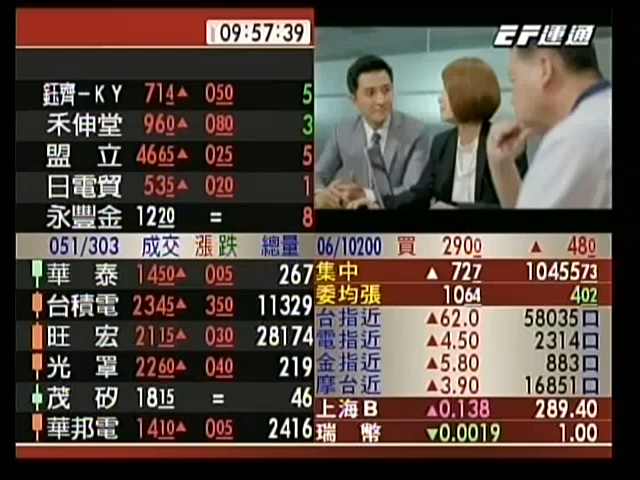 09:57:39
EF運通
鈺齊-KY 714▲ 050 5
禾伸堂 960▲ 080 3
盟 立 4665▲ 025 5
日電貿 535▲ 020 1
永豐金 1220 = 8
051/303 成交 漲跌 總量
華 泰 1450▲ 005 267
台積電 2345▲ 350 11329
旺 宏 2115▲ 030 28174
光 罩 2260▲ 040 219
茂 矽 1815 = 46
華邦電 1410▲ 005 2416
06/10200 買 2900 ▲ 480
集中 ▲ 727 1045573
委均張 1064 402
台指近 ▲62.0 58035口
電指近 ▲4.50 2314口
金指近 ▲5.80 883口
摩台近 ▲3.90 16851口
上海B ▲0.138 289.40
瑞 幣 ▼0.0019 1.00